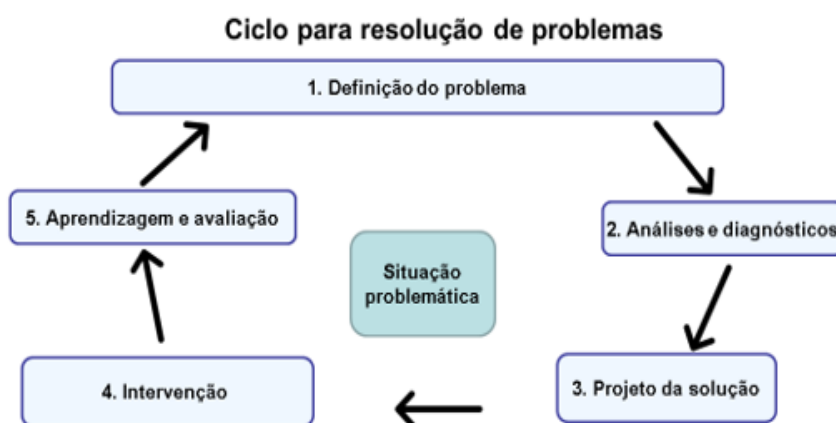 Ciclo para resolução de problemas
1. Definição do problema
5. Aprendizagem e avaliação
2. Análises e diagnósticos
Situação
problemática
4. Intervenção
3. Projeto da solução